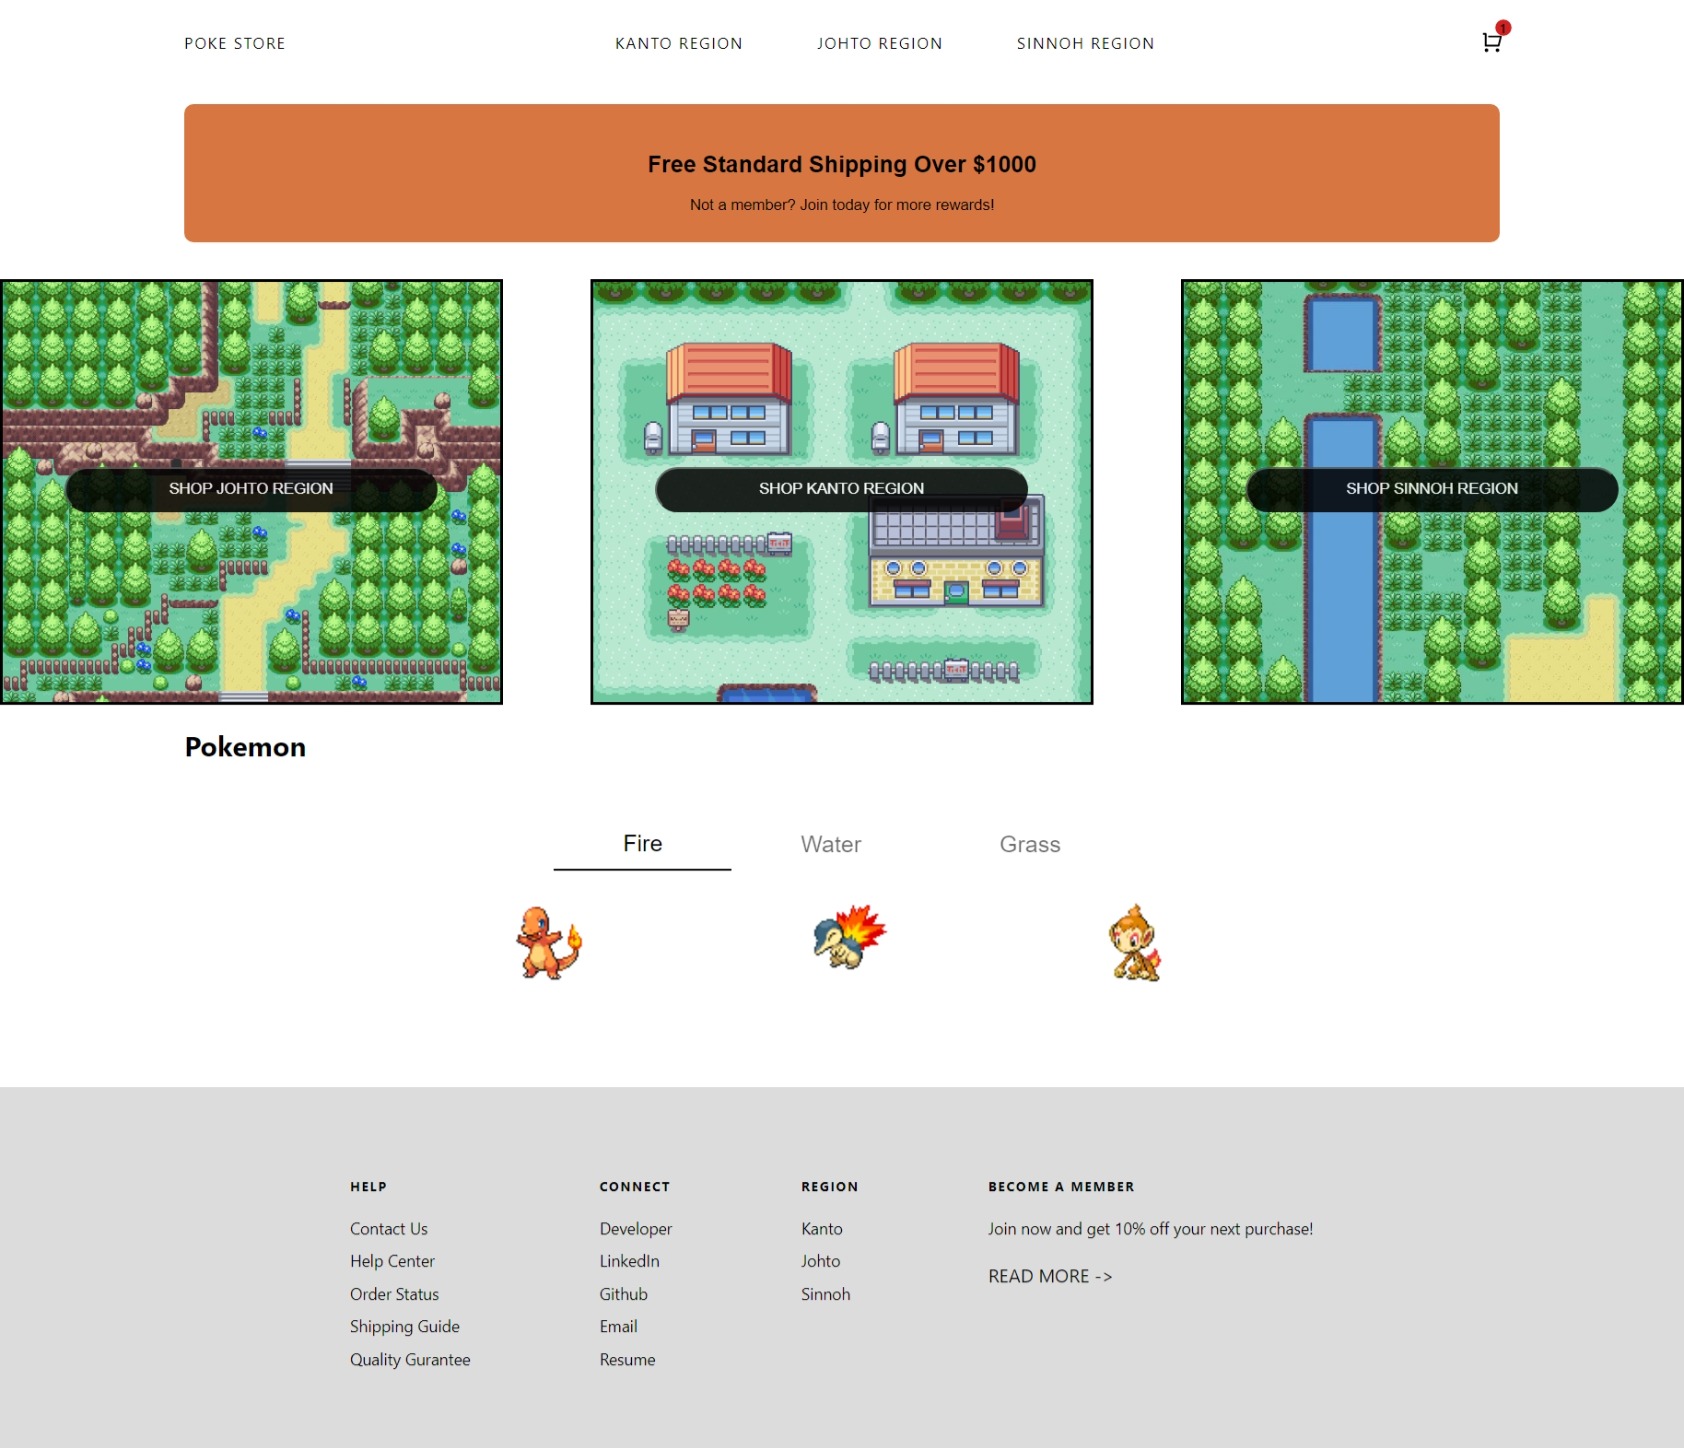 POKE STORE
KANTO REGION
JOHTO REGION
SINNOH REGION
1
Free Standard Shipping Over $1000
Not a member? Join today for more rewards!
SHOP JOHTO REGION
SHOP KANTO REGION
SHOP SINNOH REGION
Pokemon
Fire
Water
Grass
HELP
Contact Us
Help Center
Order Status
Shipping Guide
Quality Gurantee
CONNECT
Developer
LinkedIn
Github
Email
Resume
REGION
Kanto
Johto
Sinnoh
BECOME A MEMBER
Join now and get 10% off your next purchase!
READ MORE ->